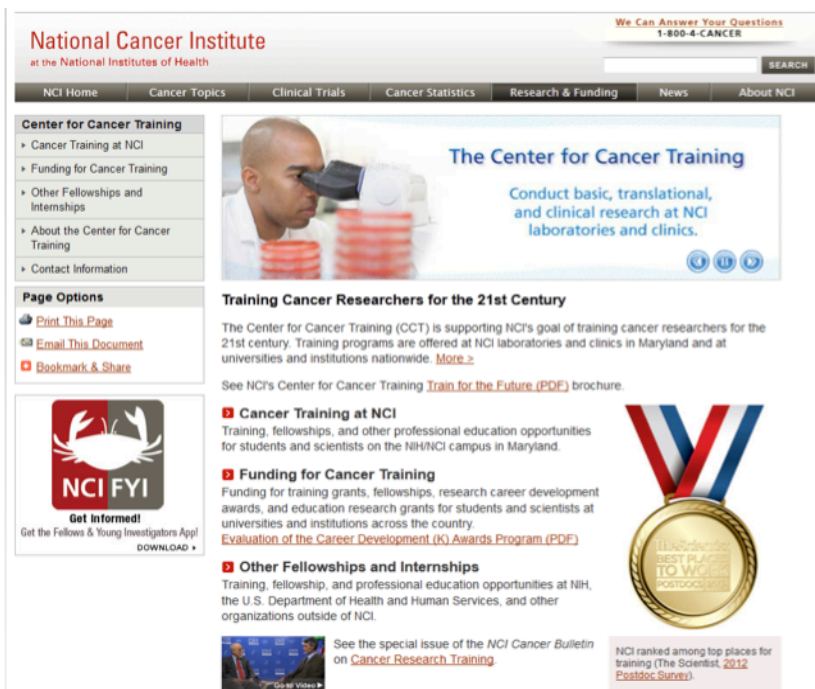 National Cancer Institute
at the National Institutes of Health
We Can Answer Your Questions
1-800-4-CANCER
SEARCH
NCI Home
Cancer Topics
Clinical Trials
Cancer Statistics
Research & Funding
News
About NCI
Center for Cancer Training
Cancer Training at NCI
Funding for Cancer Training
Other Fellowships and
Internships
About the Center for Cancer
Training
Contact Information
Page Options
Print This Page
Email This Document
Bookmark & Share
NCI FYI
Get Informed!
Get the Fellows & Young Investigators App!
DOWNLOAD
The Center for Cancer Training
Conduct basic, translational,
and clinical research at NCI
laboratories and clinics.
Training Cancer Researchers for the 21st Century
The Center for Cancer Training (CCT) is supporting NCI's goal of training cancer researchers for the
21st century. Training programs are offered at NCI laboratories and clinics in Maryland and at
universities and institutions nationwide. More >
See NCI's Center for Cancer Training Train for the Future (PDF) brochure.
Cancer Training at NCI
Training, fellowships, and other professional education opportunities
for students and scientists on the NIH/NCI campus in Maryland.
Funding for Cancer Training
Funding for training grants, fellowships, research career development
awards, and education research grants for students and scientists at
universities and institutions across the country.
Evaluation of the Career Development (K) Awards Program (PDF)
Other Fellowships and Internships
Training, fellowship, and professional education opportunities at NIH,
the U.S. Department of Health and Human Services, and other
organizations outside of NCI.
Go to Video
See the special issue of the NCI Cancer Bulletin
on Cancer Research Training.
TheScientist
BEST PLACES
TO WORK
POSTDOCS
NCI ranked among top places for
training (The Scientist, 2012
Postdoc Survey).